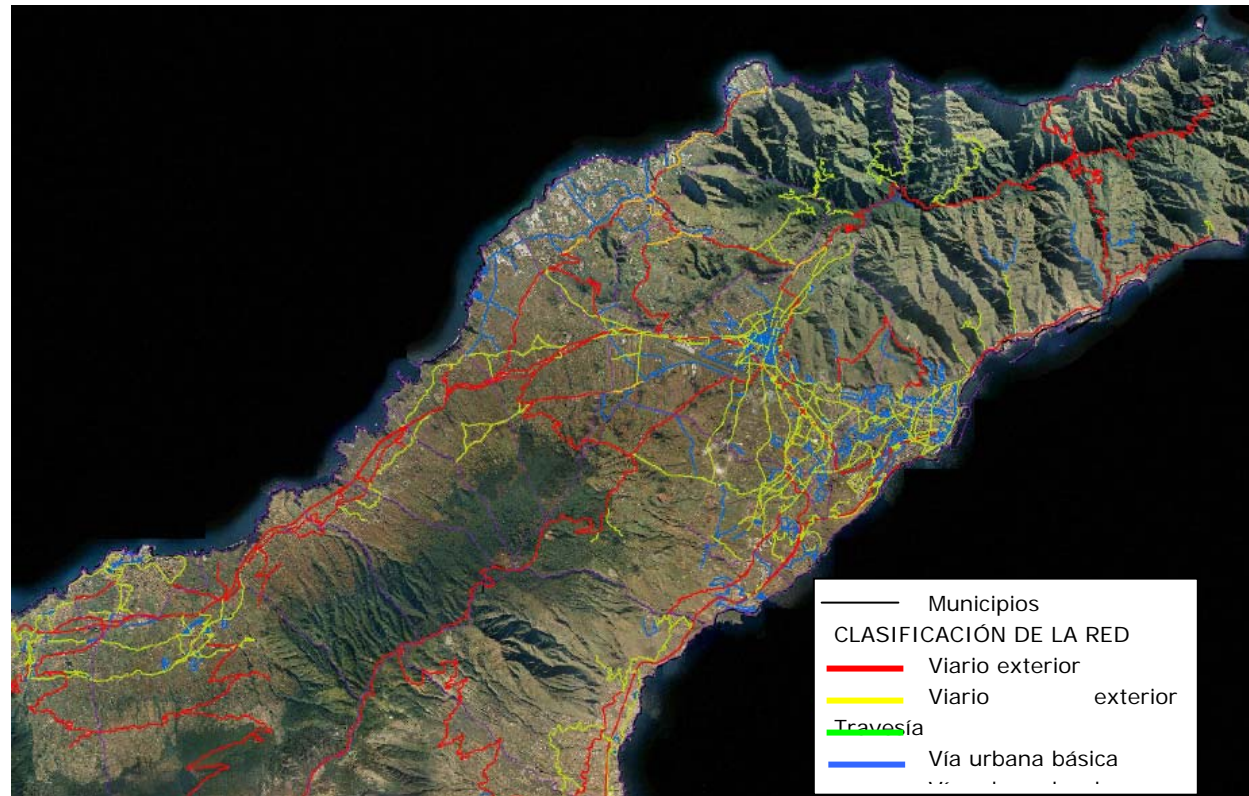 Municipios
CLASIFICACIÓN DE LA RED
Viario exterior
Viario exterior
Travesía
Vía urbana básica